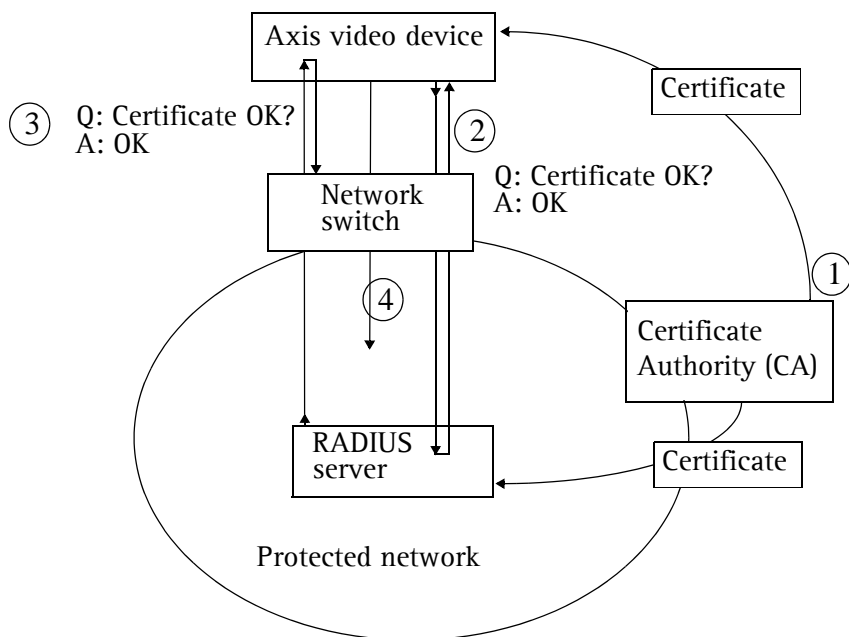 Axis video device
Certificate
3
Q: Certificate OK?
A: OK
2
Network
switch
Q: Certificate OK?
A: OK
1
4
Certificate
Authority (CA)
RADIUS
server
Certificate
Protected network